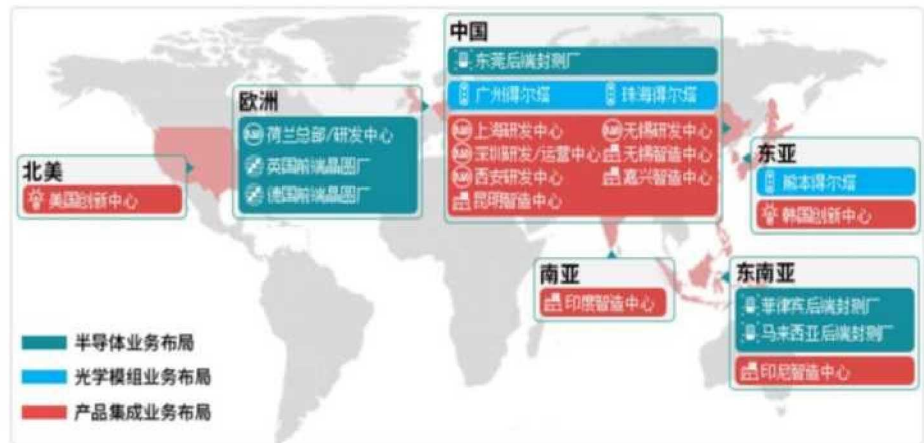 中国
东莞后端封测厂
广州得尔塔 珠海得尔塔
上海研发中心 无锡研发中心
深圳研发/运营中心 无锡智造中心
西安研发中心 嘉兴智造中心
昆明智造中心
欧洲
荷兰总部/研发中心
英国前端晶圆厂
德国前端晶圆厂
北美
美国创新中心
东亚
熊本得尔塔
韩国创新中心
南亚
印度智造中心
东南亚
菲律宾后端封测厂
马来西亚后端封测厂
印尼智造中心
半导体业务布局
光学模组业务布局
产品集成业务布局